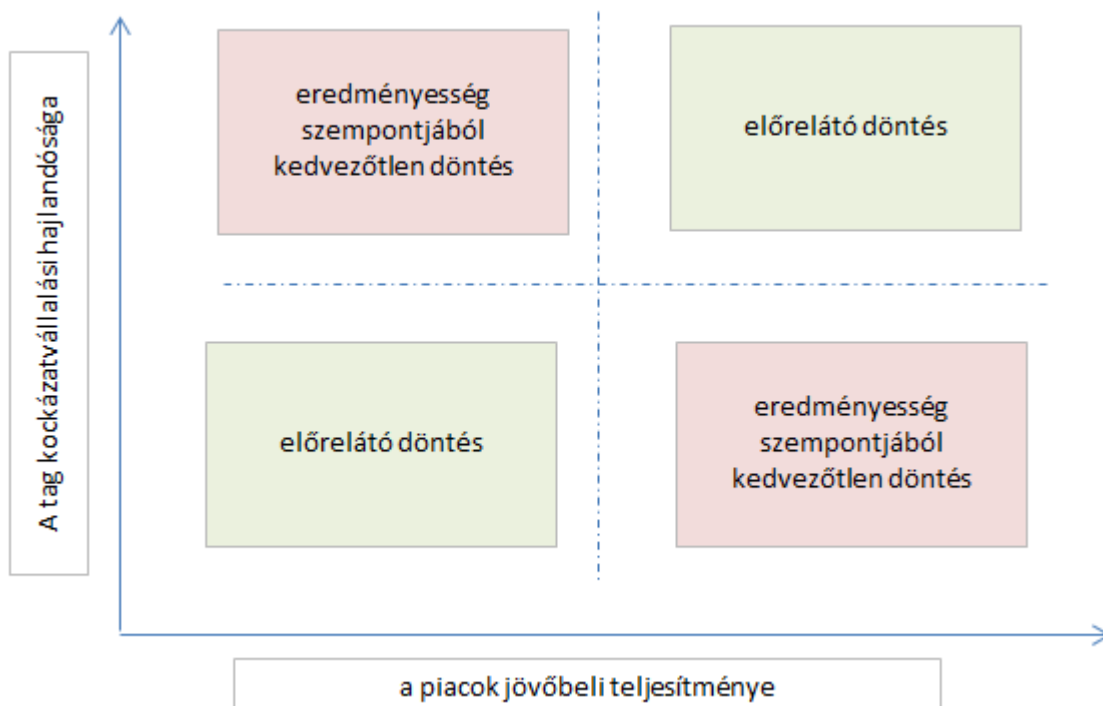 A tag kockázatvállalási hajlandósága
eredményesség
szempontjából
kedvezőtlen döntés
előrelátó döntés
előrelátó döntés
eredményesség
szempontjából
kedvezőtlen döntés
a piacok jövőbeli teljesítménye